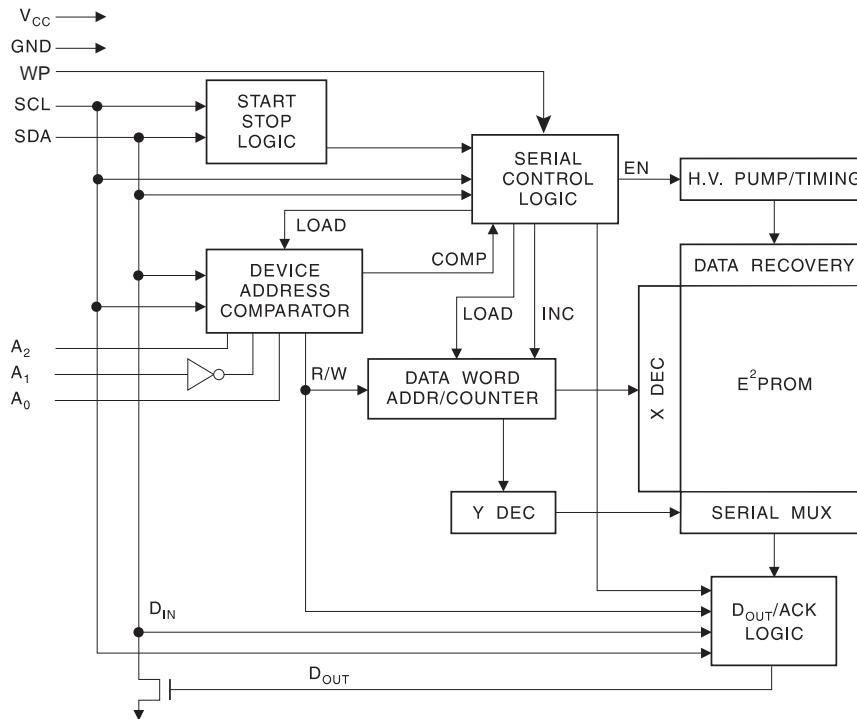 VCC
GND
WP
SCL
SDA
START
STOP
LOGIC
SERIAL
CONTROL
LOGIC
EN
H.V. PUMP/TIMING
LOAD
COMP
DEVICE
ADDRESS
COMPARATOR
DATA RECOVERY
LOAD
INC
A2
A1
A0
R/W
DATA WORD
ADDR/COUNTER
X DEC
E2PROM
Y DEC
SERIAL MUX
DIN
DOUT/ACK
LOGIC
DOUT